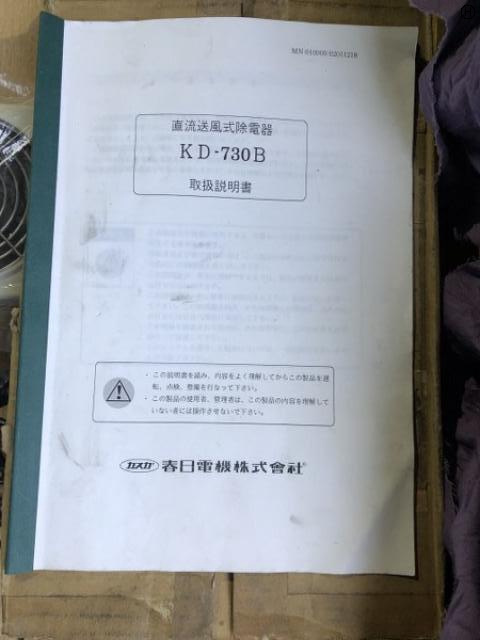 直流送風式除電器
KD-730B
取扱説明書
・この説明書を読み、内容をよく理解してからこの製品を運
転、点検、整備を行なって下さい。
・この製品の使用者、管理者は、この製品の内容を理解して
いない者には操作させないで下さい。
カスガ 春日電機株式會社